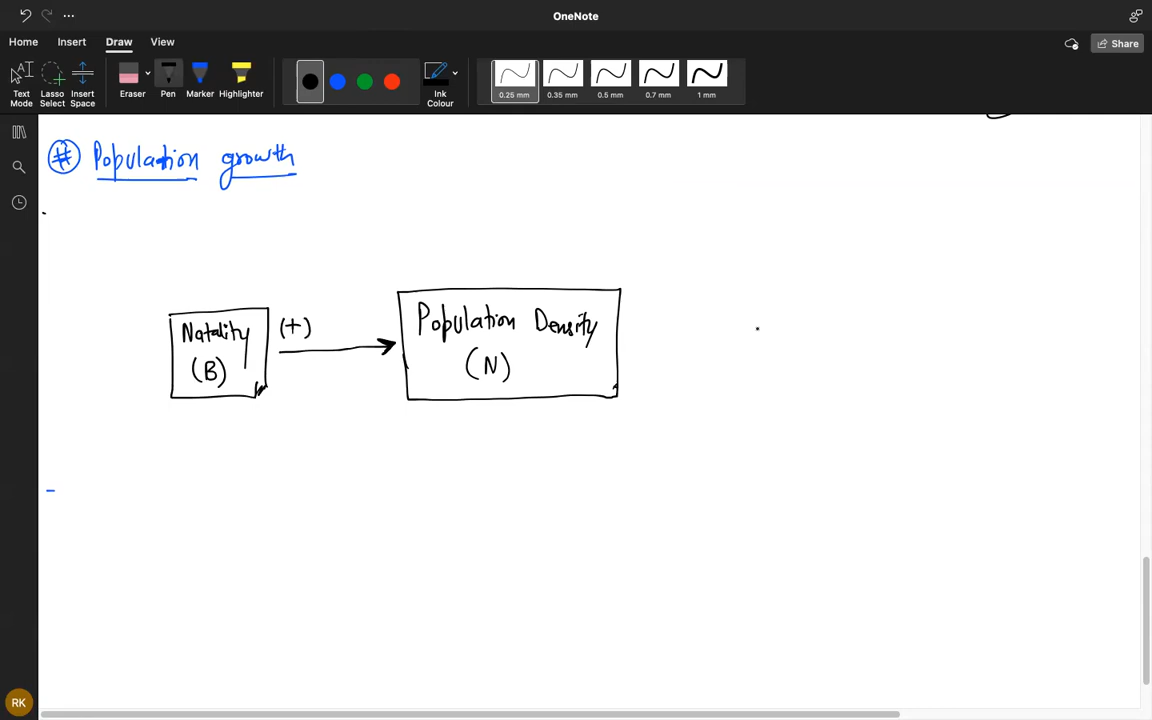 OneNote
Home Insert Draw View
Share
Text Mode
Lasso Select
Insert Space
Eraser
Pen
Marker
Highlighter
Ink Colour
0.25 mm
0.35 mm
0.5 mm
0.7 mm
1 mm
# Population growth
Natality
(B)
(+)
Population Density
(N)
RK